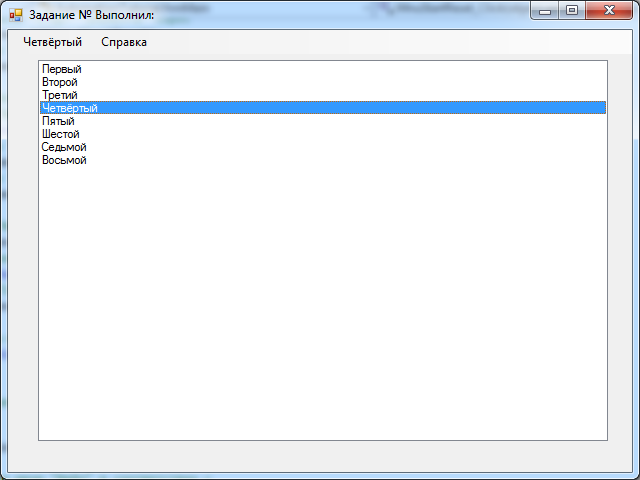 Задание № Выполнил:
Четвёртый Справка
Первый
Второй
Третий
Четвёртый
Пятый
Шестой
Седьмой
Восьмой